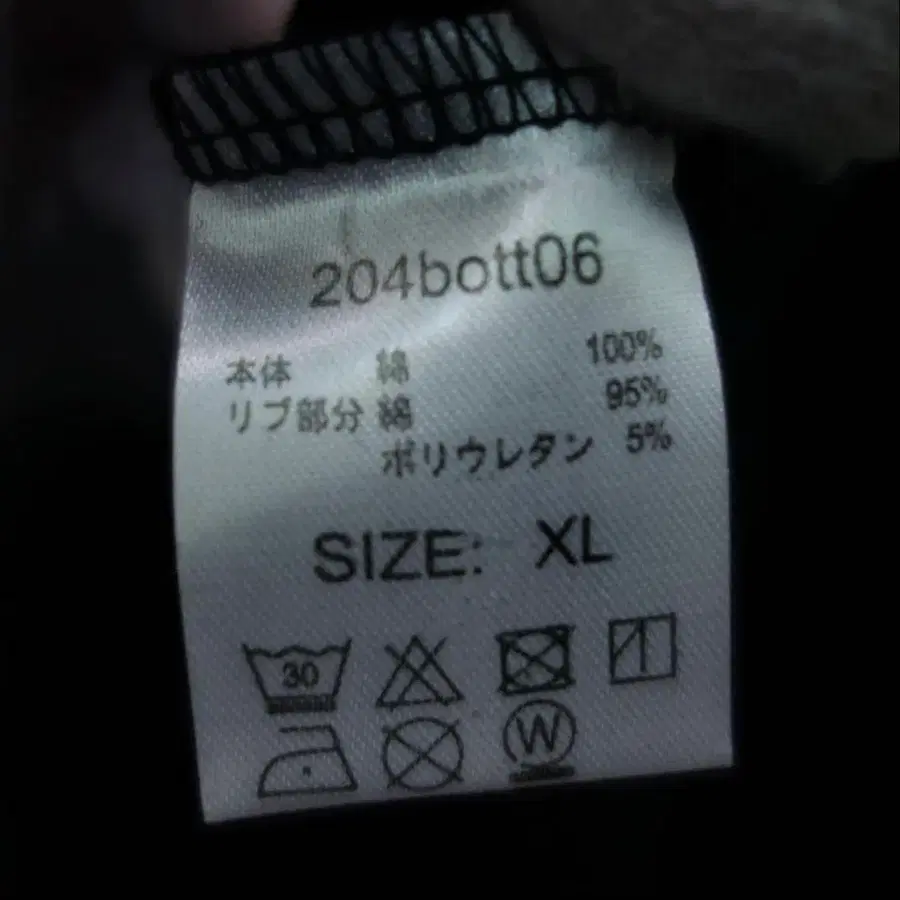 204bott06
本体 綿 100%
リブ部分 綿 95%
ポリウレタン 5%
SIZE: XL
30
W